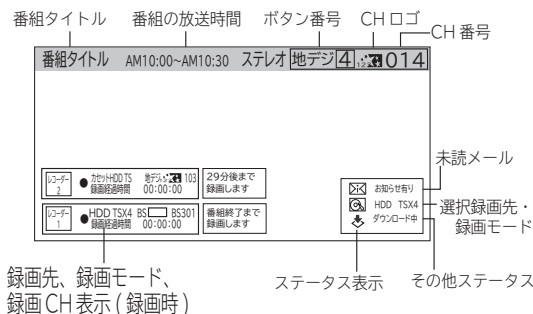 番組タイトル 番組の放送時間 ボタン番号 CHロゴ
CH番号
番組タイトル AM10:00~AM10:30 ステレオ 地デジ 4 014
レコーダー2 ●カセットHDD TS 地デジ 103 29分後まで
録画経過時間 00:00:00 録画します
レコーダー1 ●HDD TSX4 BS BS301 番組終了まで
録画経過時間 00:00:00 録画します
お知らせ有り
HDD TSX4
ダウンロード中
未読メール
選択録画先・
録画モード
録画先、録画モード、
録画CH表示(録画時)
ステータス表示 その他ステータス